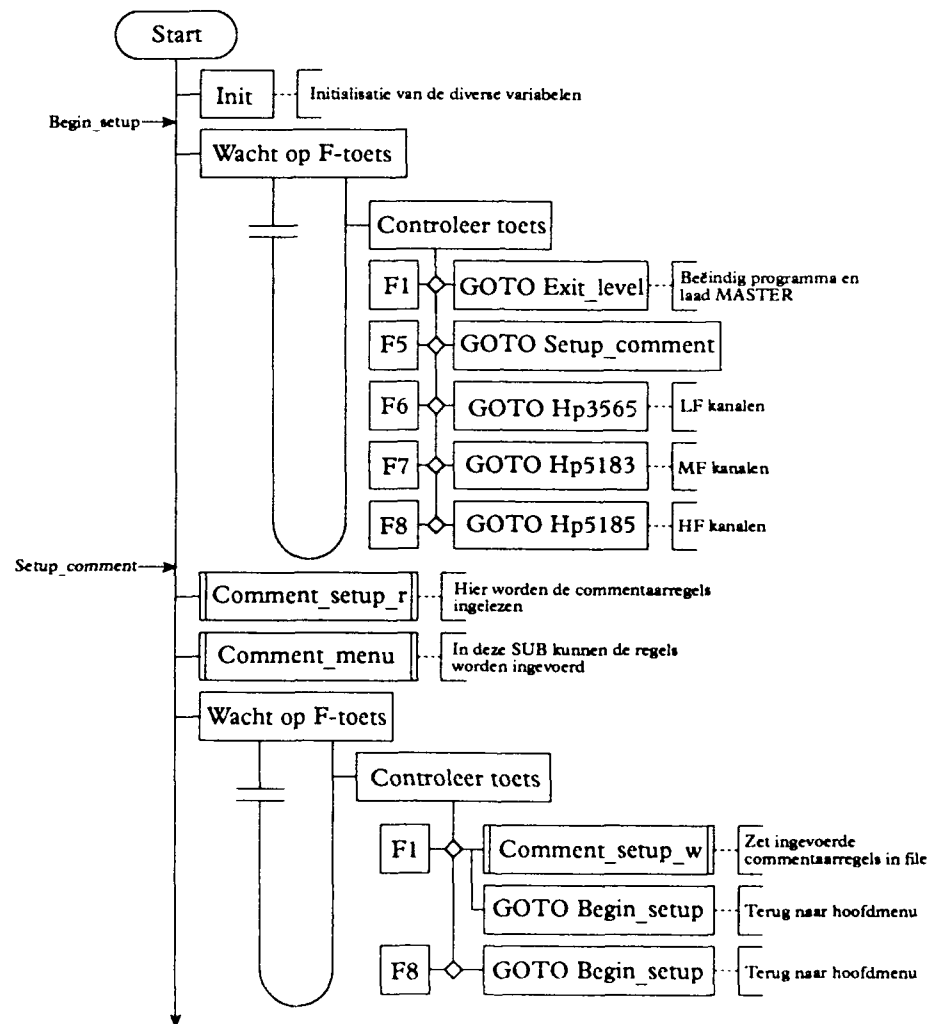 Start
Init
Initialisatie van de diverse variabelen
Begin_setup
Wacht op F-toets
Controleer toets
F1
GOTO Exit_level
Beëindig programma en
laad MASTER
F5
GOTO Setup_comment
F6
GOTO Hp3565
LF kanalen
F7
GOTO Hp5183
MF kanalen
F8
GOTO Hp5185
HF kanalen
Setup_comment
Comment_setup_r
Hier worden de commentaarregels
ingelezen
Comment_menu
In deze SUB kunnen de regels
worden ingevoerd
Wacht op F-toets
Controleer toets
F1
Comment_setup_w
Zet ingevoerde
commentaarregels in file
GOTO Begin_setup
Terug naar hoofdmenu
F8
GOTO Begin_setup
Terug naar hoofdmenu